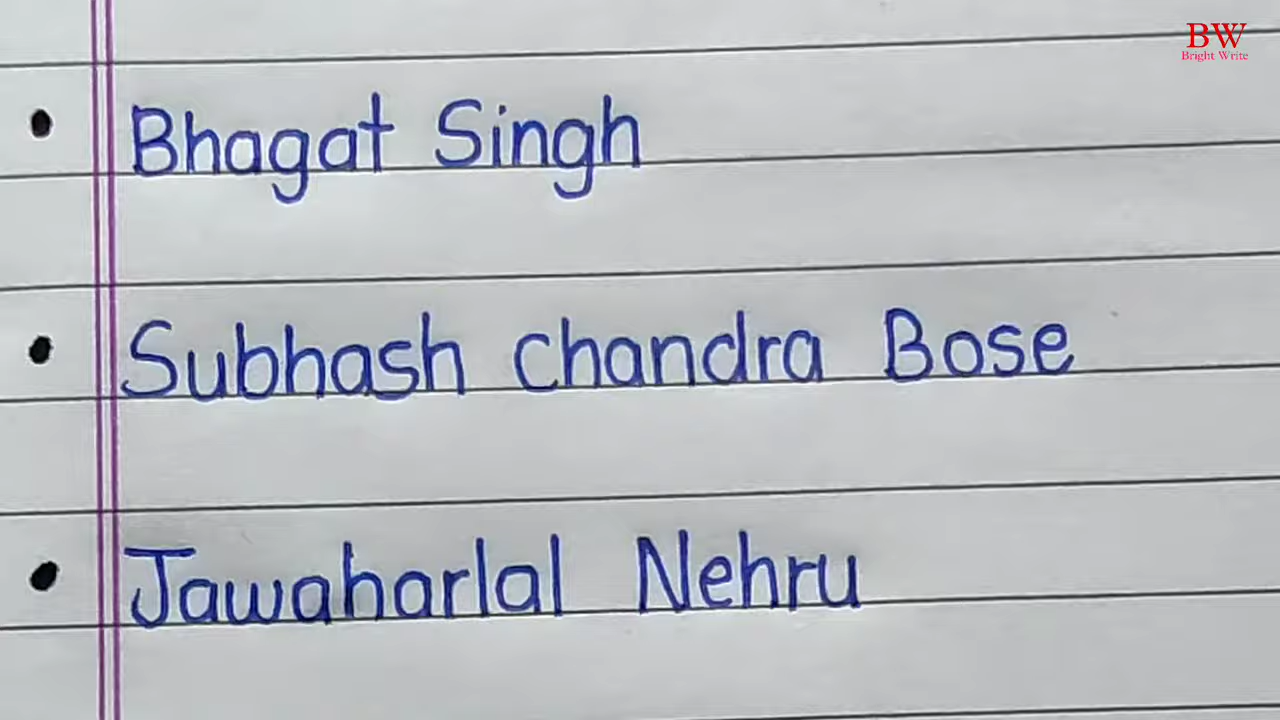 BW
Bright Write
• Bhagat Singh
• Subhash chandra Bose
• Jawaharlal Nehru